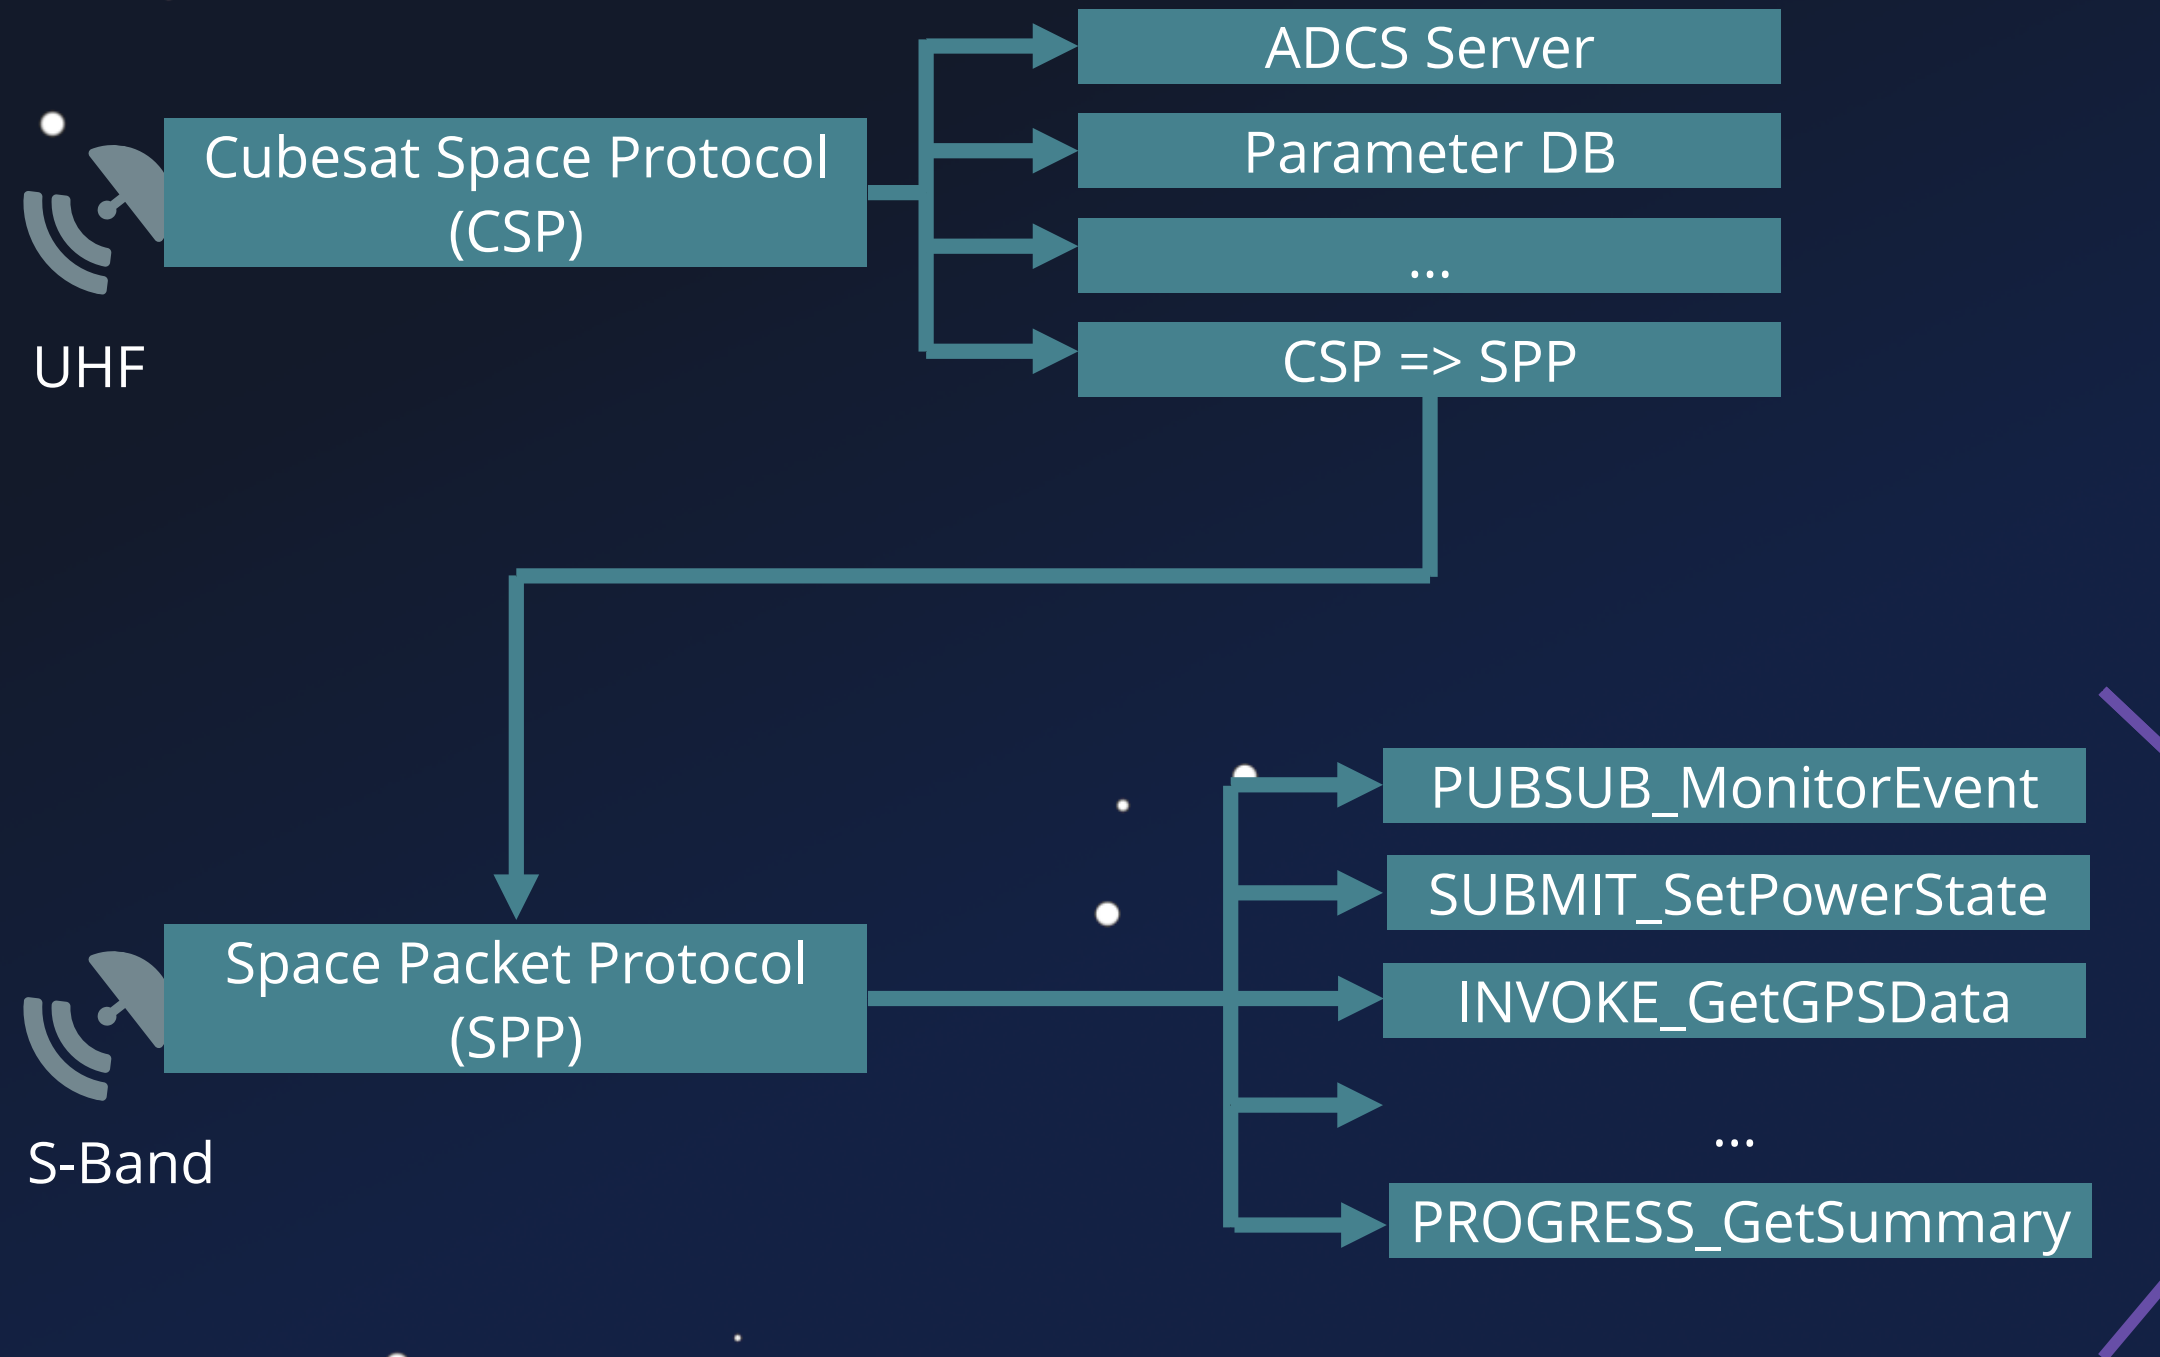 Cubesat Space Protocol
(CSP)
UHF
ADCS Server
Parameter DB
...
CSP => SPP
Space Packet Protocol
(SPP)
S-Band
PUBSUB_MonitorEvent
SUBMIT_SetPowerState
INVOKE_GetGPSData
...
PROGRESS_GetSummary